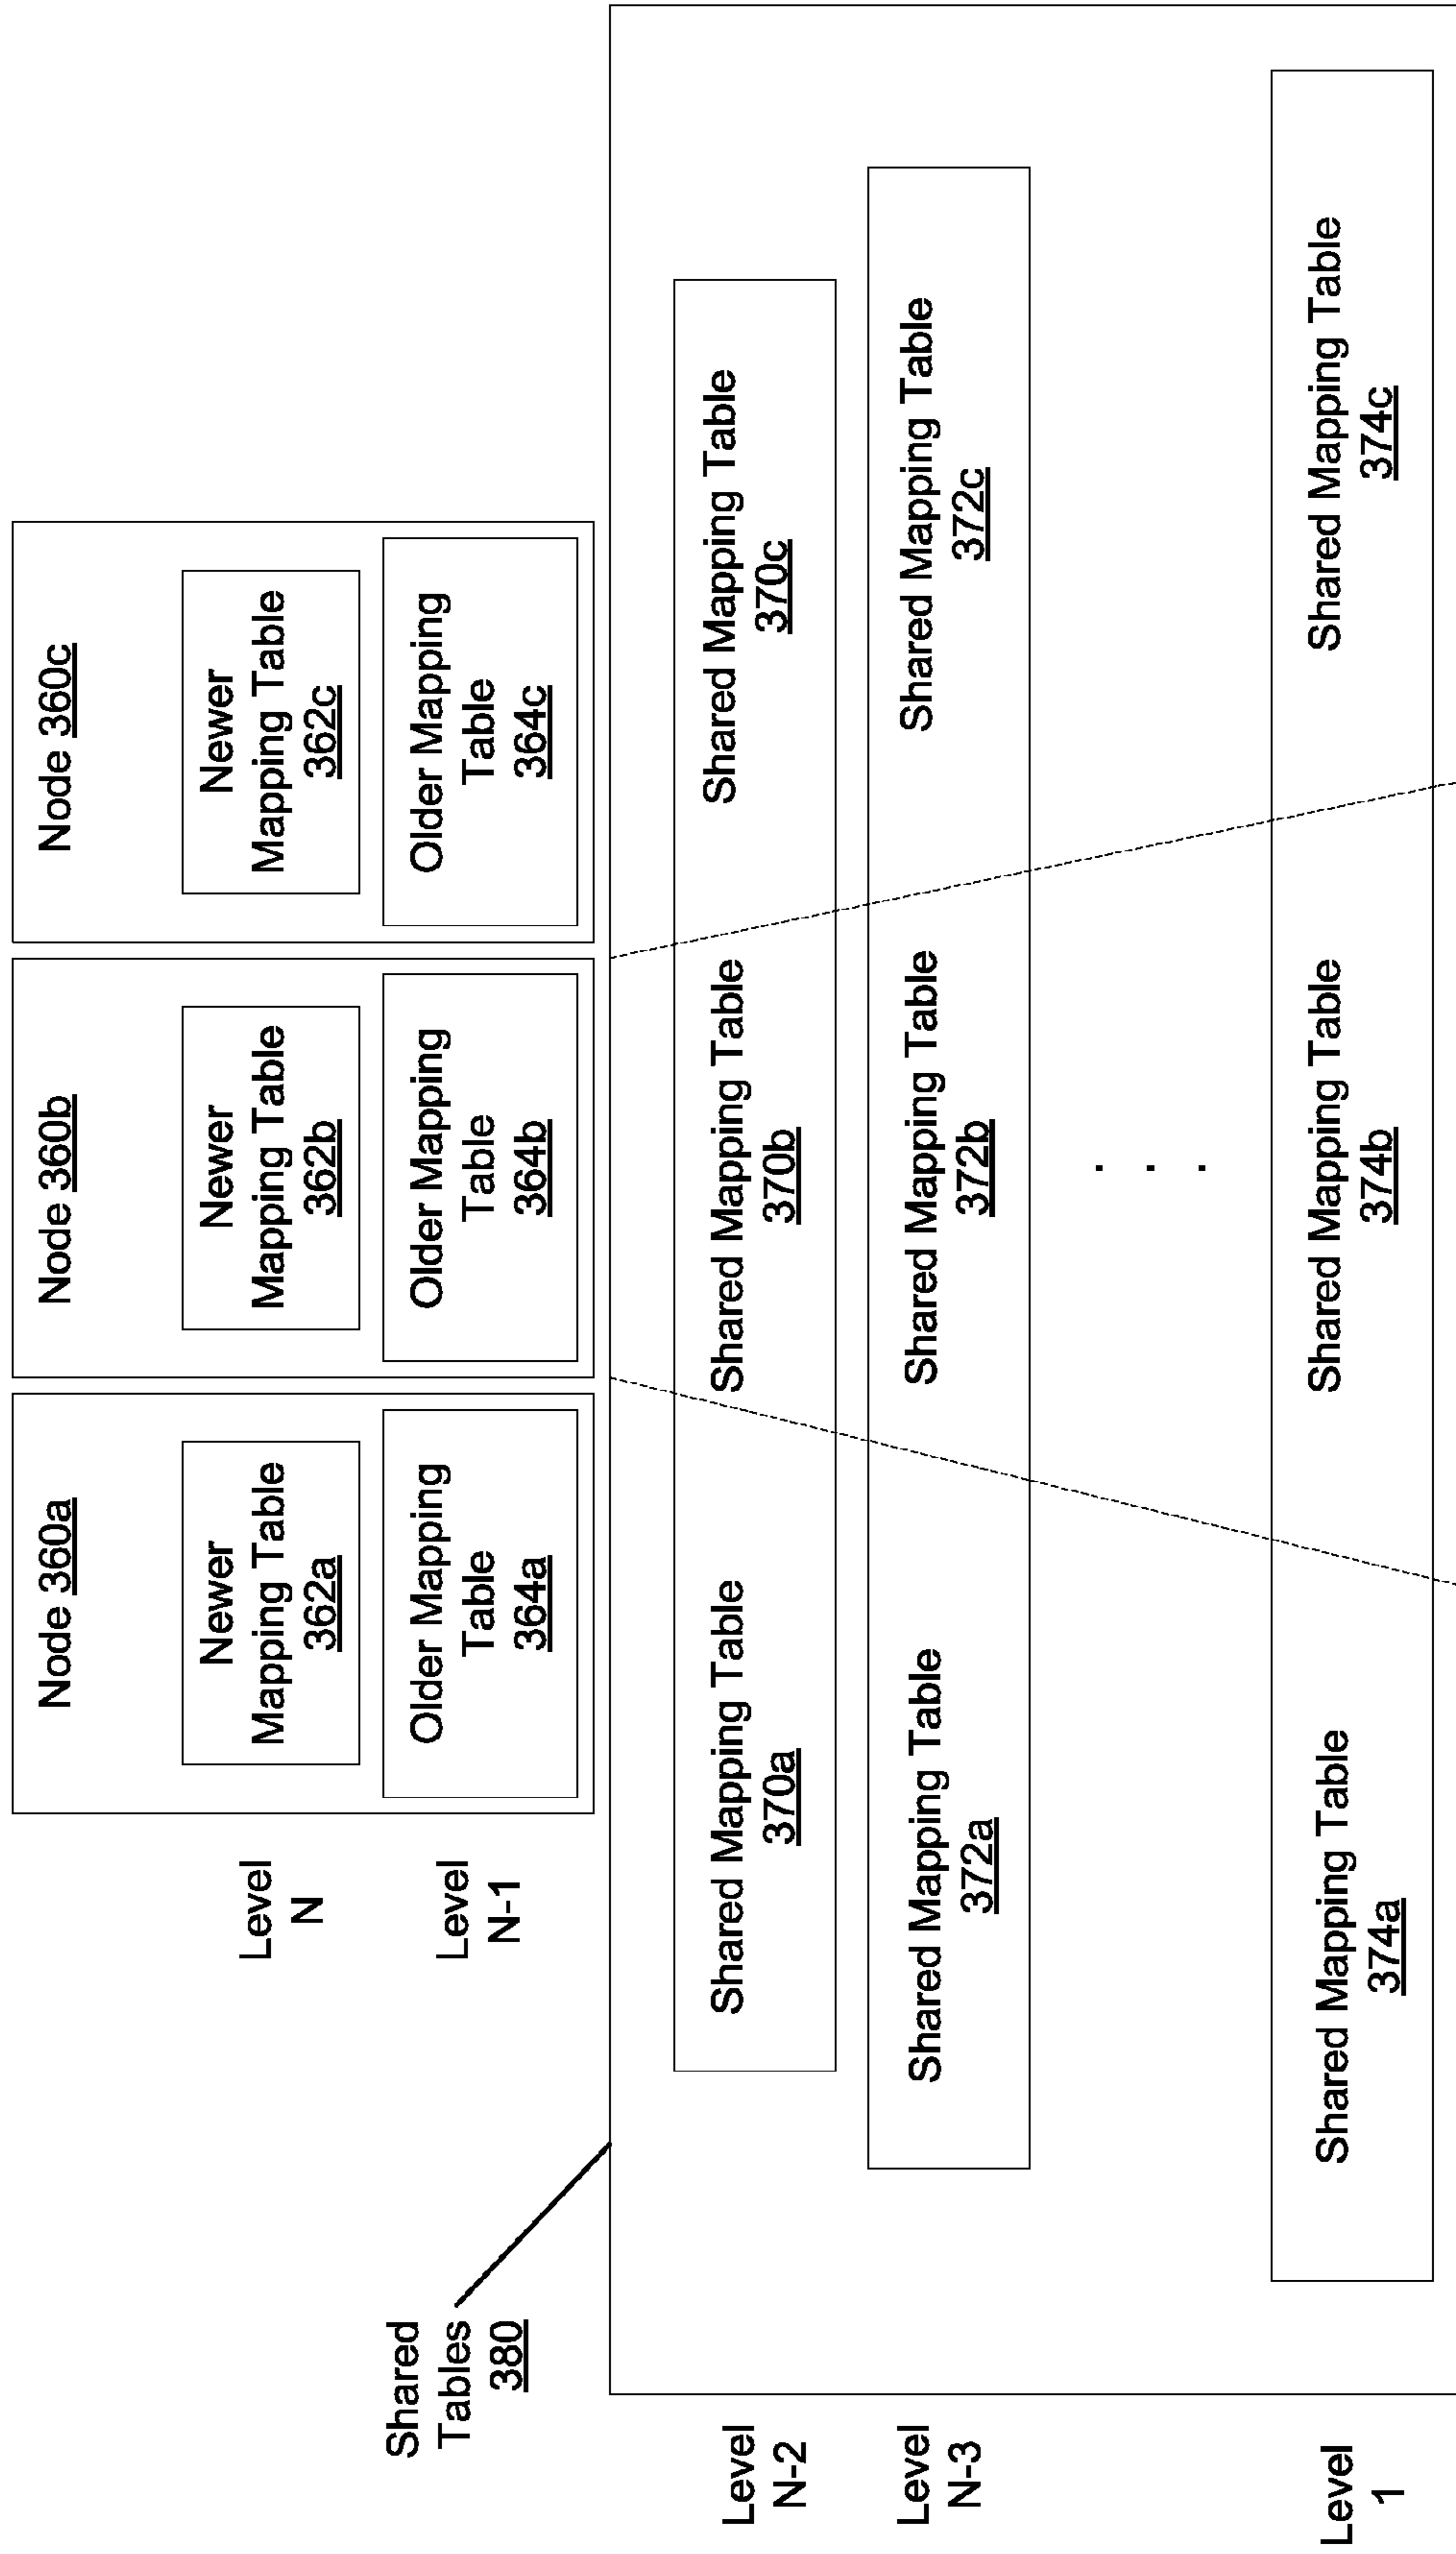 Node 360a
Node 360b
Node 360c
Level
N
Newer
Mapping Table
362a
Newer
Mapping Table
362b
Newer
Mapping Table
362c
Level
N-1
Older Mapping
Table
364a
Older Mapping
Table
364b
Older Mapping
Table
364c
Shared
Tables
380
Level
N-2
Shared Mapping Table
370a
Shared Mapping Table
370b
Shared Mapping Table
370c
Level
N-3
Shared Mapping Table
372a
Shared Mapping Table
372b
Shared Mapping Table
372c
. . .
Level
1
Shared Mapping Table
374a
Shared Mapping Table
374b
Shared Mapping Table
374c